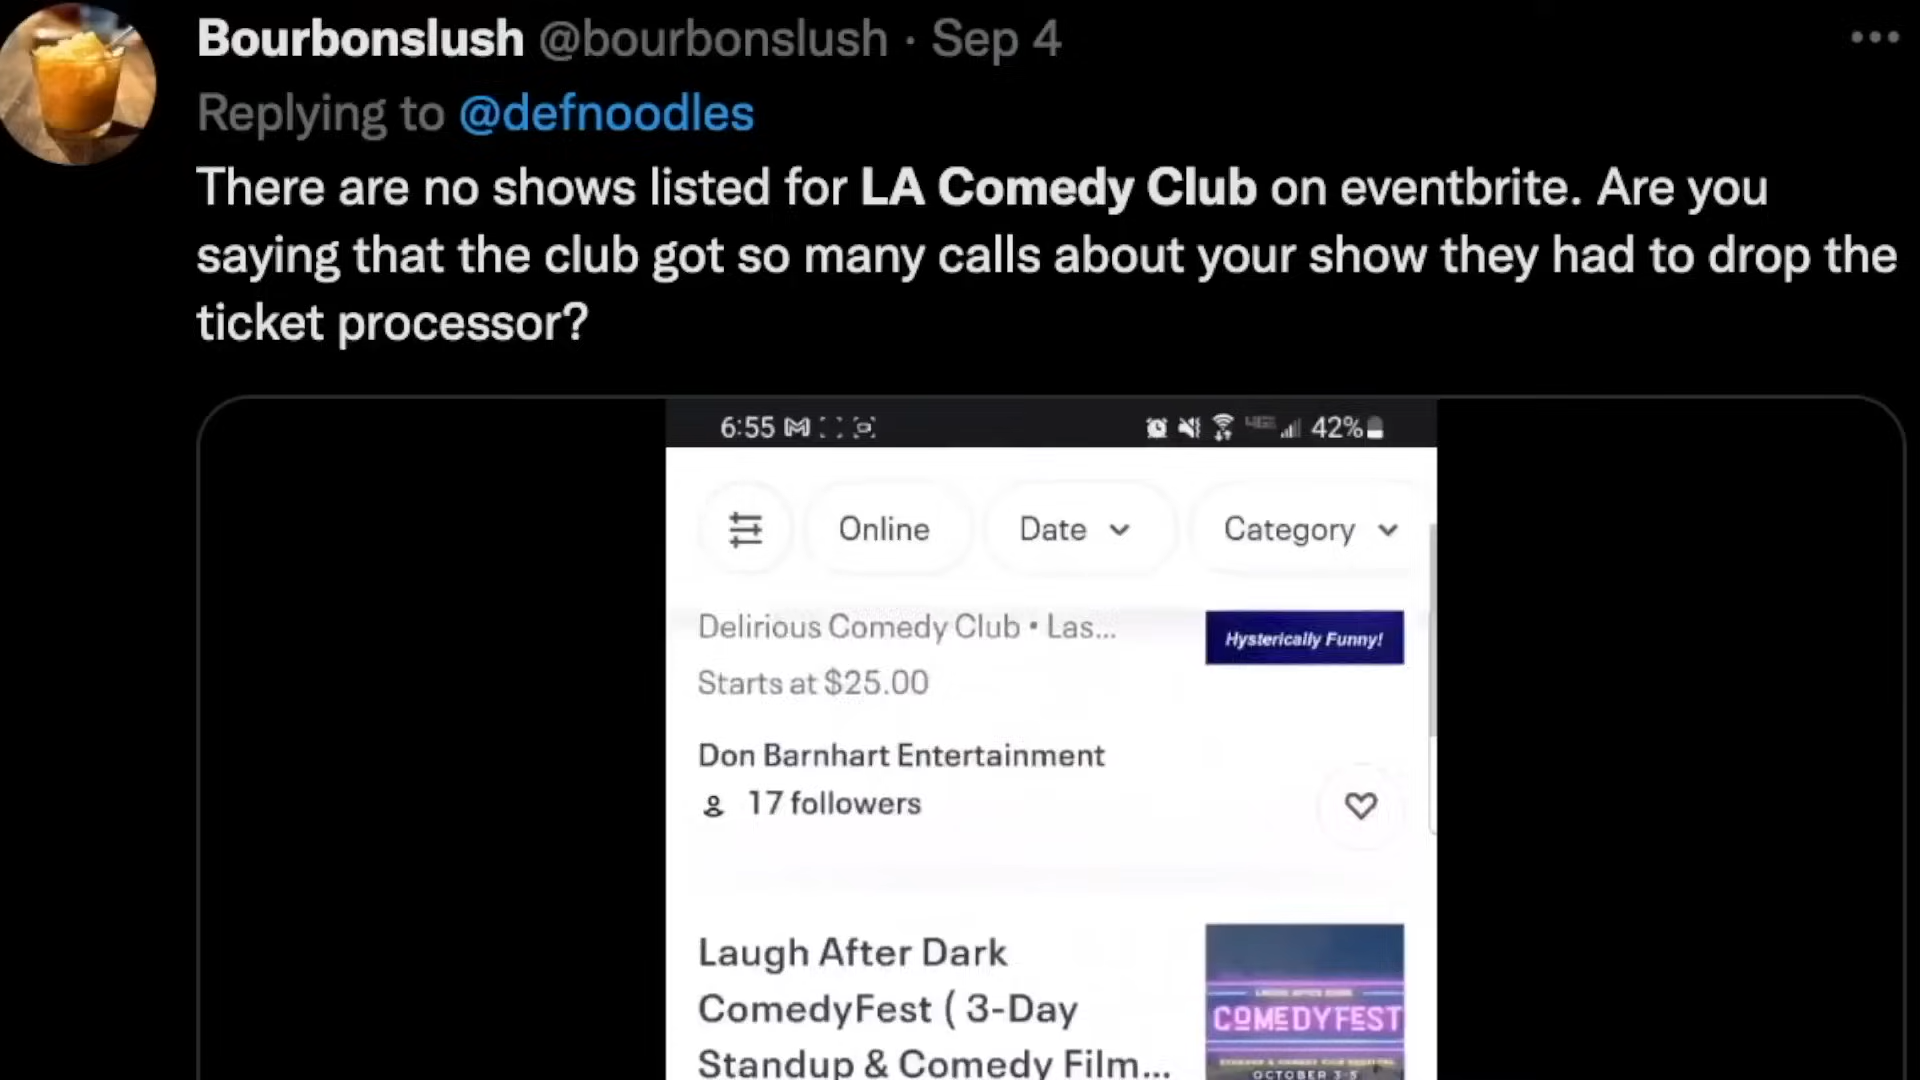 Bourbonslush @bourbonslush · Sep 4
Replying to @defnoodles
There are no shows listed for LA Comedy Club on eventbrite. Are you
saying that the club got so many calls about your show they had to drop the
ticket processor?
6:55 42%
Online Date Category
Delirious Comedy Club • Las...
Hysterically Funny!
Starts at $25.00
Don Barnhart Entertainment
17 followers
Laugh After Dark
ComedyFest ( 3-Day
Standup & Comedy Film...
COMEDYFEST
OCTOBER 3-5